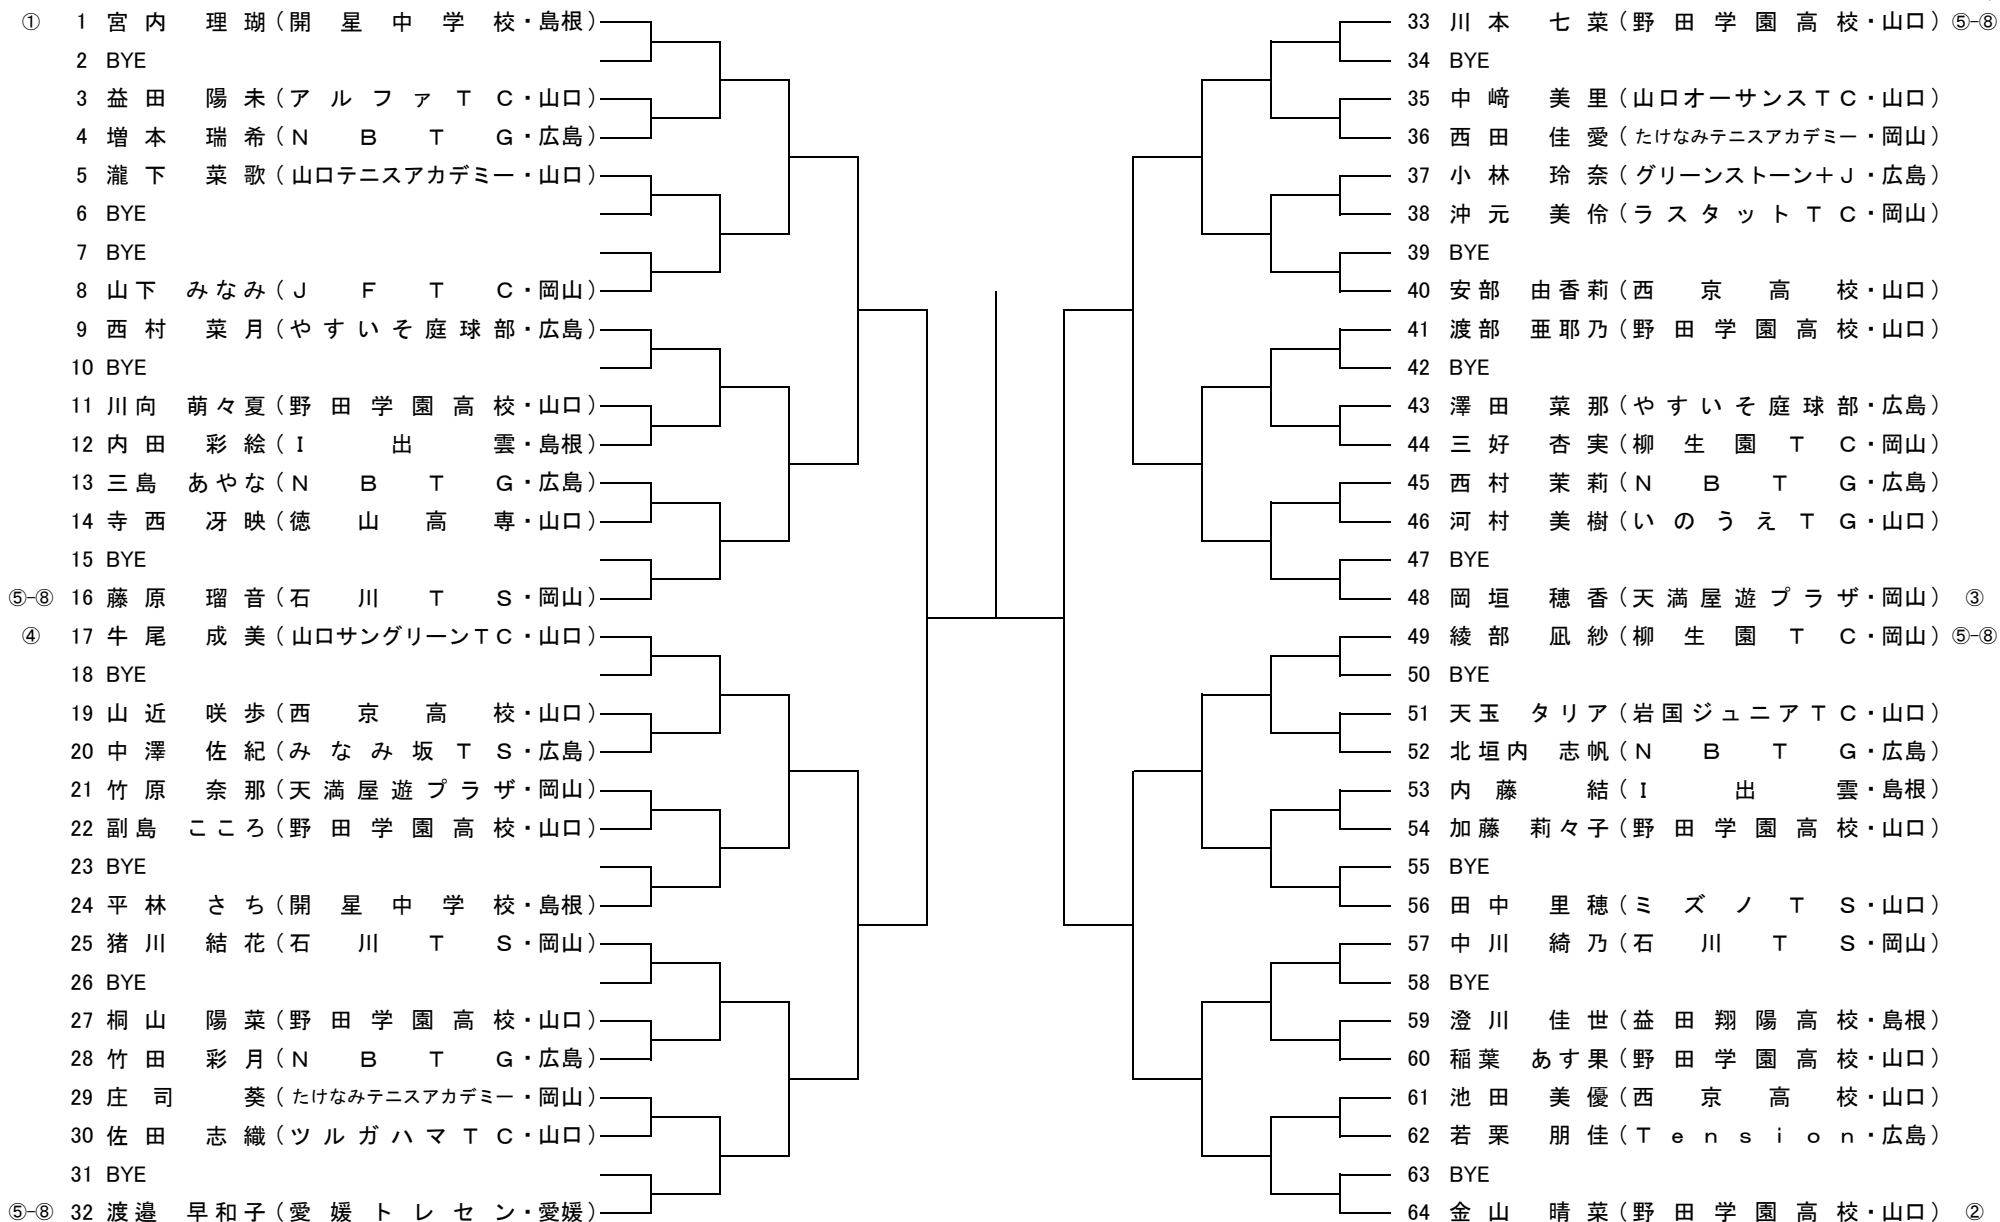 ① 1 宮内 理瑚(開星中学校・島根)
2 BYE
3 益田 陽未(アルファTC・山口)
4 増本 瑞希(NBTG・広島)
5 瀧下 菜歌(山口テニスアカデミー・山口)
6 BYE
7 BYE
8 山下 みなみ(JFTC・岡山)
9 西村 菜月(やすいそ庭球部・広島)
10 BYE
11 川向 萌々夏(野田学園高校・山口)
12 内田 彩絵(I出雲・島根)
13 三島 あやな(NBTG・広島)
14 寺西 冴映(徳山高専・山口)
15 BYE
⑤-⑧ 16 藤原 瑠音(石川TS・岡山)
④ 17 牛尾 成美(山口サングリーンTC・山口)
18 BYE
19 山近 咲歩(西京高校・山口)
20 中澤 佐紀(みなみ坂TS・広島)
21 竹原 奈那(天満屋遊プラザ・岡山)
22 副島 こころ(野田学園高校・山口)
23 BYE
24 平林 さち(開星中学校・島根)
25 猪川 結花(石川TS・岡山)
26 BYE
27 桐山 陽菜(野田学園高校・山口)
28 竹田 彩月(NBTG・広島)
29 庄司 葵(たけなみテニスアカデミー・岡山)
30 佐田 志織(ツルガハマTC・山口)
31 BYE
⑤-⑧ 32 渡邉 早和子(愛媛トレセン・愛媛)
33 川本 七菜(野田学園高校・山口) ⑤-⑧
34 BYE
35 中﨑 美里(山口オーサンスTC・山口)
36 西田 佳愛(たけなみテニスアカデミー・岡山)
37 小林 玲奈(グリーンストーン+J・広島)
38 沖元 美伶(ラスタットTC・岡山)
39 BYE
40 安部 由香莉(西京高校・山口)
41 渡部 亜耶乃(野田学園高校・山口)
42 BYE
43 澤田 菜那(やすいそ庭球部・広島)
44 三好 杏実(柳生園TC・岡山)
45 西村 茉莉(NBTG・広島)
46 河村 美樹(いのうえTG・山口)
47 BYE
48 岡垣 穂香(天満屋遊プラザ・岡山) ③
49 綾部 凪紗(柳生園TC・岡山) ⑤-⑧
50 BYE
51 天玉 タリア(岩国ジュニアTC・山口)
52 北垣内 志帆(NBTG・広島)
53 内藤 結(I出雲・島根)
54 加藤 莉々子(野田学園高校・山口)
55 BYE
56 田中 里穂(ミズノTS・山口)
57 中川 綺乃(石川TS・岡山)
58 BYE
59 澄川 佳世(益田翔陽高校・島根)
60 稲葉 あす果(野田学園高校・山口)
61 池田 美優(西京高校・山口)
62 若栗 朋佳(Tension・広島)
63 BYE
64 金山 晴菜(野田学園高校・山口) ②